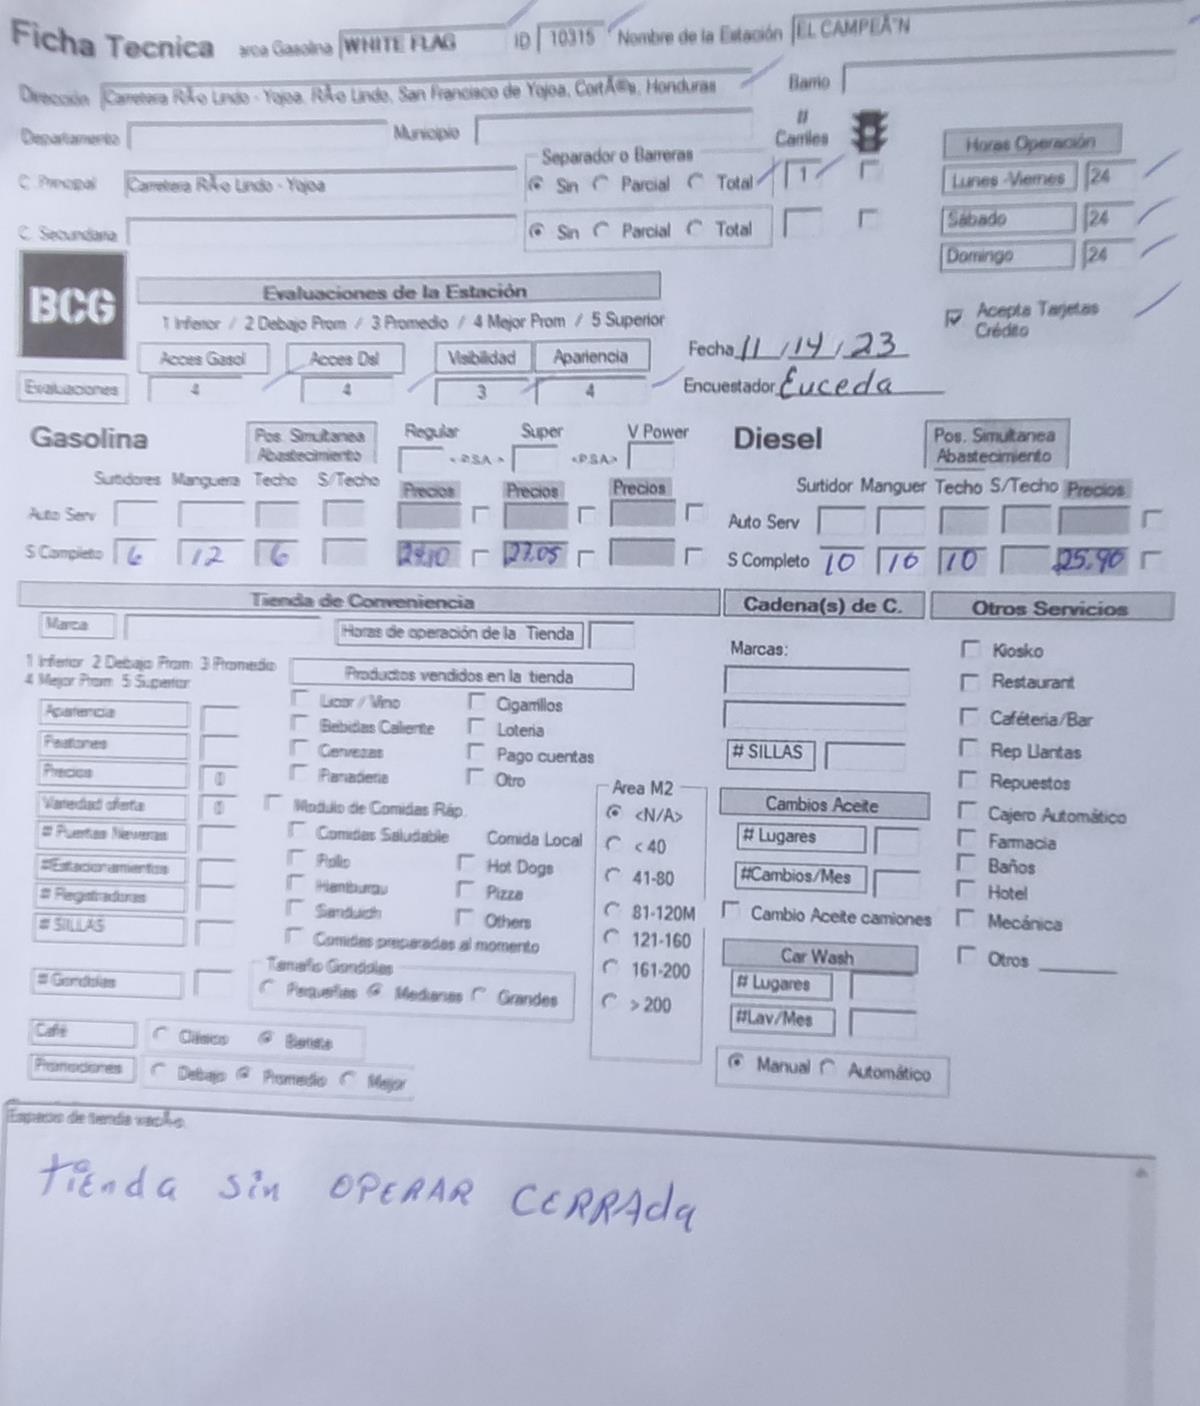 Ficha Tecnica arca Gasolina WHITE FLAG ID 10315 Nombre de la Estación EL CAMPEÃ"N
Dirección Carretera RÃ­o Lindo - Yojoa, RÃ­o Lindo, San Francisco de Yojoa, CortÃ©s, Honduras Barrio
Departamento Municipio # Carriles
Separador o Barreras
C. Principal Carretera RÃ­o Lindo - Yojoa Sin Parcial Total 1
C. Secundaria Sin Parcial Total
Horas Operación
Lunes -Viernes 24
Sábado 24
Domingo 24
Acepta Tarjetas
Crédito
BCG
Evaluaciones de la Estación
1 Inferior / 2 Debajo Prom / 3 Promedio / 4 Mejor Prom / 5 Superior
Acces Gasol Acces Dsl Visibilidad Apariencia
Evaluaciones 4 4 3 4
Fecha 11/14/23
Encuestador Euceda
Gasolina Pos. Simultanea Abastecimiento Regular Super V Power
<-P.S.A-> <P.S.A>
Surtidores Manguera Techo S/Techo Precios Precios Precios
Auto Serv
S Completo 6 12 6 27.05
Diesel Pos. Simultanea Abastecimiento
Surtidor Manguer Techo S/Techo Precios
Auto Serv
S Completo 10 10 10 25.90
Tienda de Conveniencia Cadena(s) de C. Otros Servicios
Marca Horas de operación de la Tienda
1 Inferior 2 Debajo Prom 3 Promedio
4 Mejor Prom 5 Superior
Productos vendidos en la tienda
Apariencia
Peatones
Precios 0
Variedad oferta 0
# Puertas Neveras
#Estacionamientos
# Registradoras
# SILLAS
# Gondolas
Licor / Vino Cigarrillos
Bebidas Caliente Loteria
Cervezas Pago cuentas
Panaderia Otro
Modulo de Comidas Ráp.
Comidas Saludable Comida Local
Pollo Hot Dogs
Hamburgu Pizza
Sandwich Others
Comidas preparadas al momento
Tamaño Gondolas
Pequeñas Medianas Grandes
Café Clásico Barista
Promociones Debajo Promedio Mejor
Area M2
<N/A>
< 40
41-80
81-120M
121-160
161-200
> 200
Marcas:
# SILLAS
Cambios Aceite
# Lugares
#Cambios/Mes
Cambio Aceite camiones
Car Wash
# Lugares
#Lav/Mes
Manual Automático
Kiosko
Restaurant
Caféteria/Bar
Rep Llantas
Repuestos
Cajero Automático
Farmacia
Baños
Hotel
Mecánica
Otros
Espacio de tienda vacÃ­o.
tienda sin OPERAR CERRAda